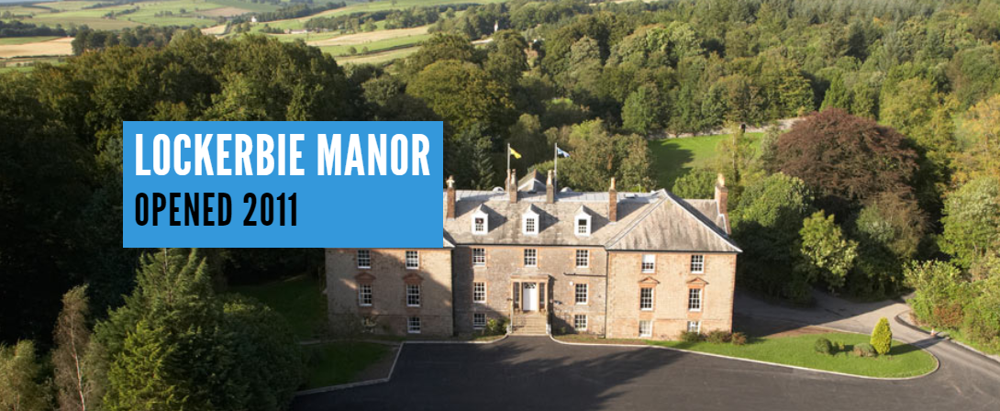 LOCKERBIE MANOR
OPENED 2011